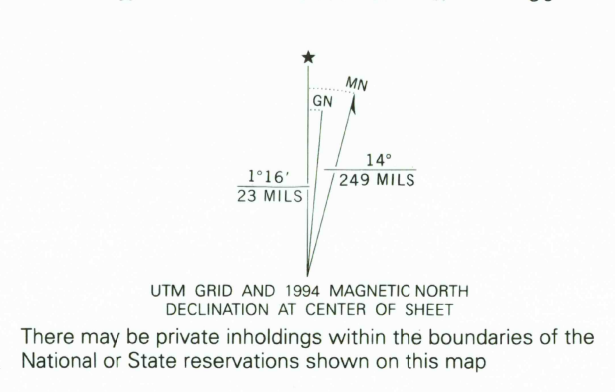 ★
MN
GN
1°16′
23 MILS
14°
249 MILS
UTM GRID AND 1994 MAGNETIC NORTH
DECLINATION AT CENTER OF SHEET
There may be private inholdings within the boundaries of the
National or State reservations shown on this map